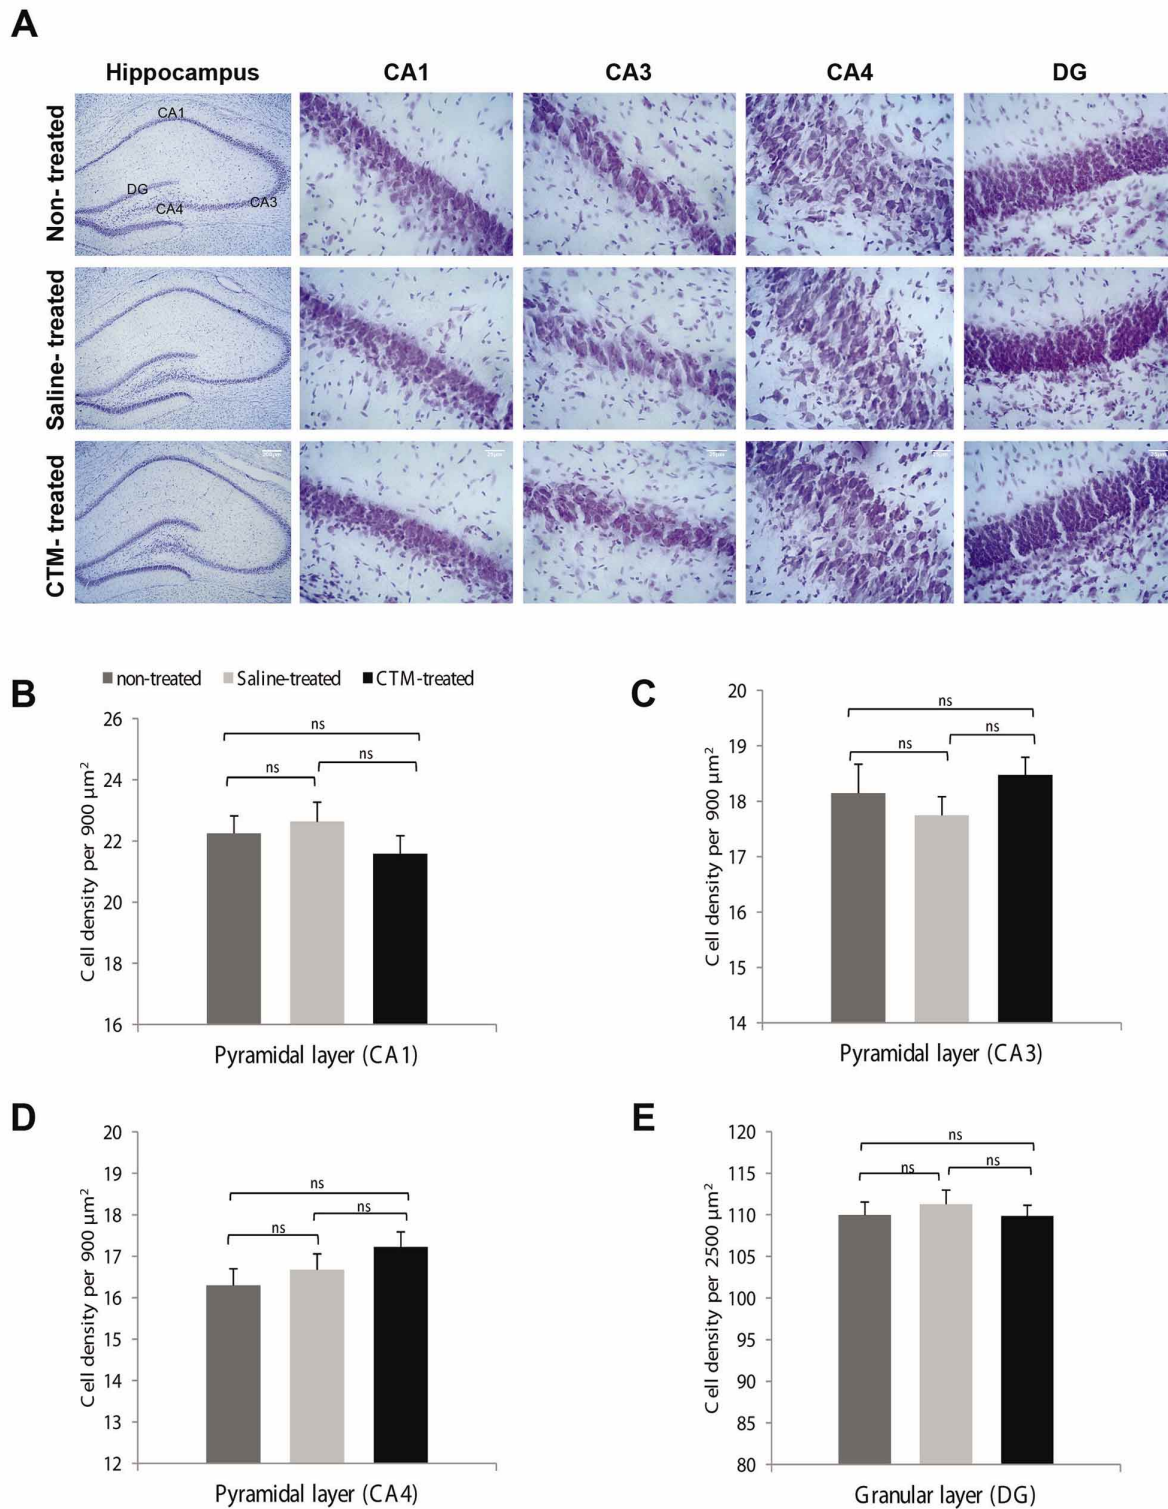 A
Hippocampus CA1 CA3 CA4 DG
Non- treated
CA1
DG
CA4
CA3
Saline- treated
CTM- treated
25µm
25µm
25µm
B
non-treated Saline-treated CTM-treated
Cell density per 900 µm²
26
24
22
20
18
16
ns
ns
ns
Pyramidal layer (CA1)
C
Cell density per 900 µm²
20
19
18
17
16
15
14
ns
ns
ns
Pyramidal layer (CA3)
D
Cell density per 900 µm²
20
19
18
17
16
15
14
13
12
ns
ns
ns
Pyramidal layer (CA4)
E
Cell density per 2500 µm²
120
115
110
105
100
95
90
85
80
ns
ns
ns
Granular layer (DG)